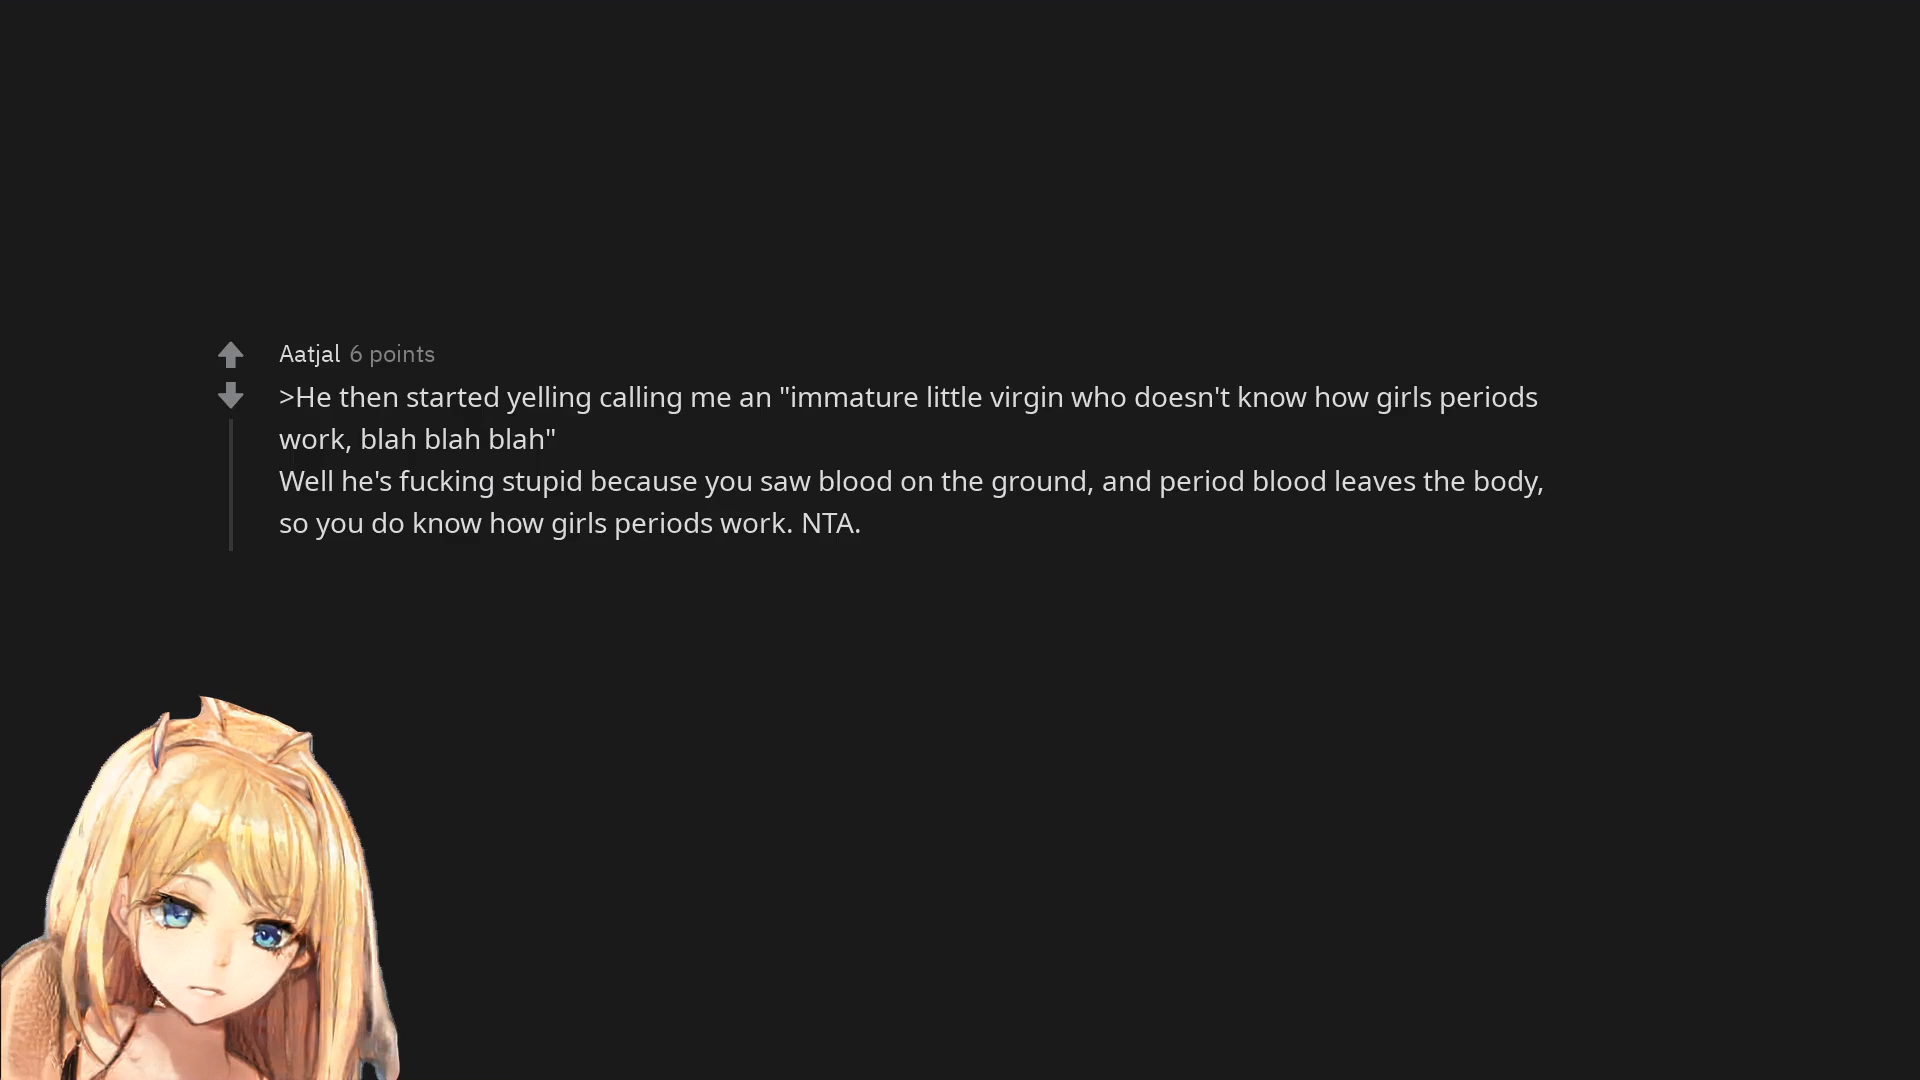 Aatjal 6 points
>He then started yelling calling me an "immature little virgin who doesn't know how girls periods
work, blah blah blah"
Well he's fucking stupid because you saw blood on the ground, and period blood leaves the body,
so you do know how girls periods work. NTA.